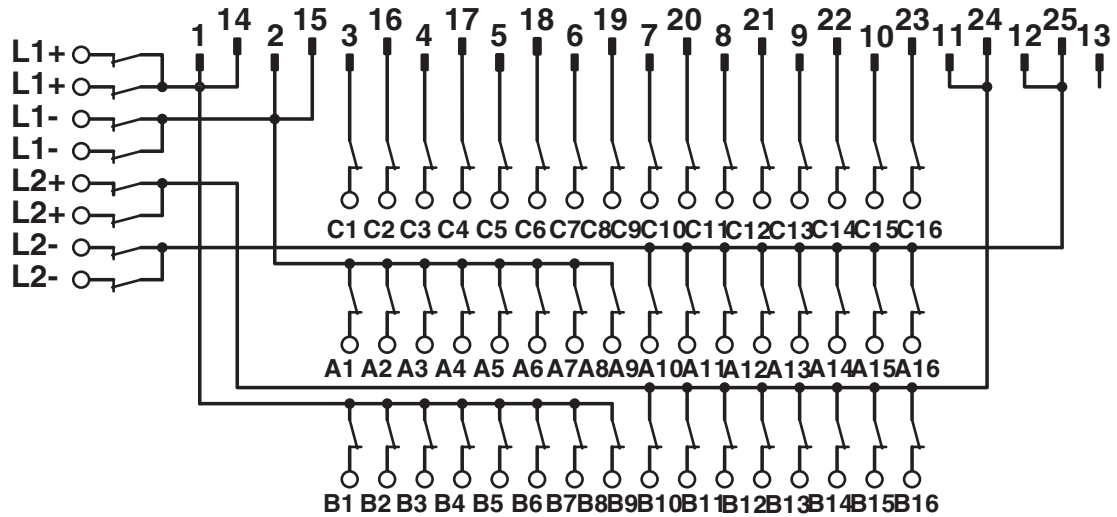 14 15 16 17 18 19 20 21 22 23 24 25
1 2 3 4 5 6 7 8 9 10 11 12 13
L1+
L1+
L1-
L1-
L2+
L2+
L2-
L2-
C1 C2 C3 C4 C5 C6 C7 C8 C9 C10 C11 C12 C13 C14 C15 C16
A1 A2 A3 A4 A5 A6 A7 A8 A9 A10 A11 A12 A13 A14 A15 A16
B1 B2 B3 B4 B5 B6 B7 B8 B9 B10 B11 B12 B13 B14 B15 B16